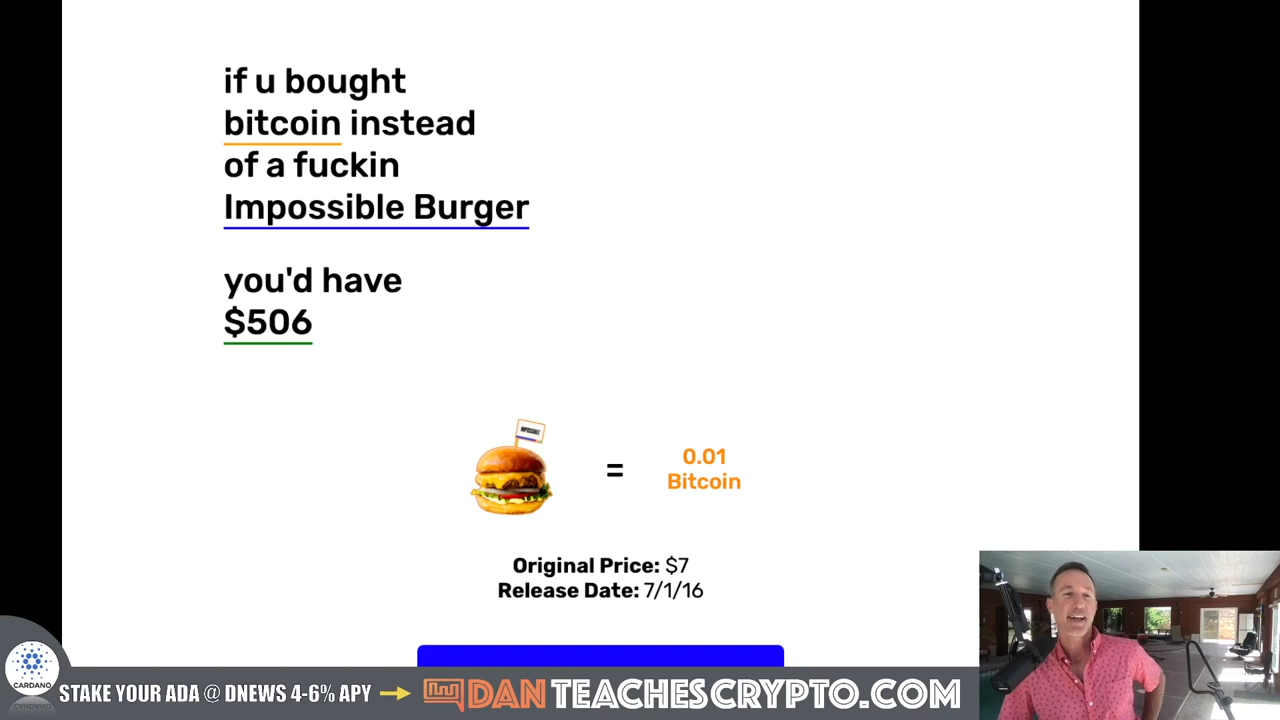 if u bought
bitcoin instead
of a fuckin
Impossible Burger
you'd have
$506
IMPOSSIBLE
=
0.01
Bitcoin
Original Price: $7
Release Date: 7/1/16
CARDANO
STAKE YOUR ADA @ DNEWS 4-6% APY
DANTEACHESCRYPTO.COM